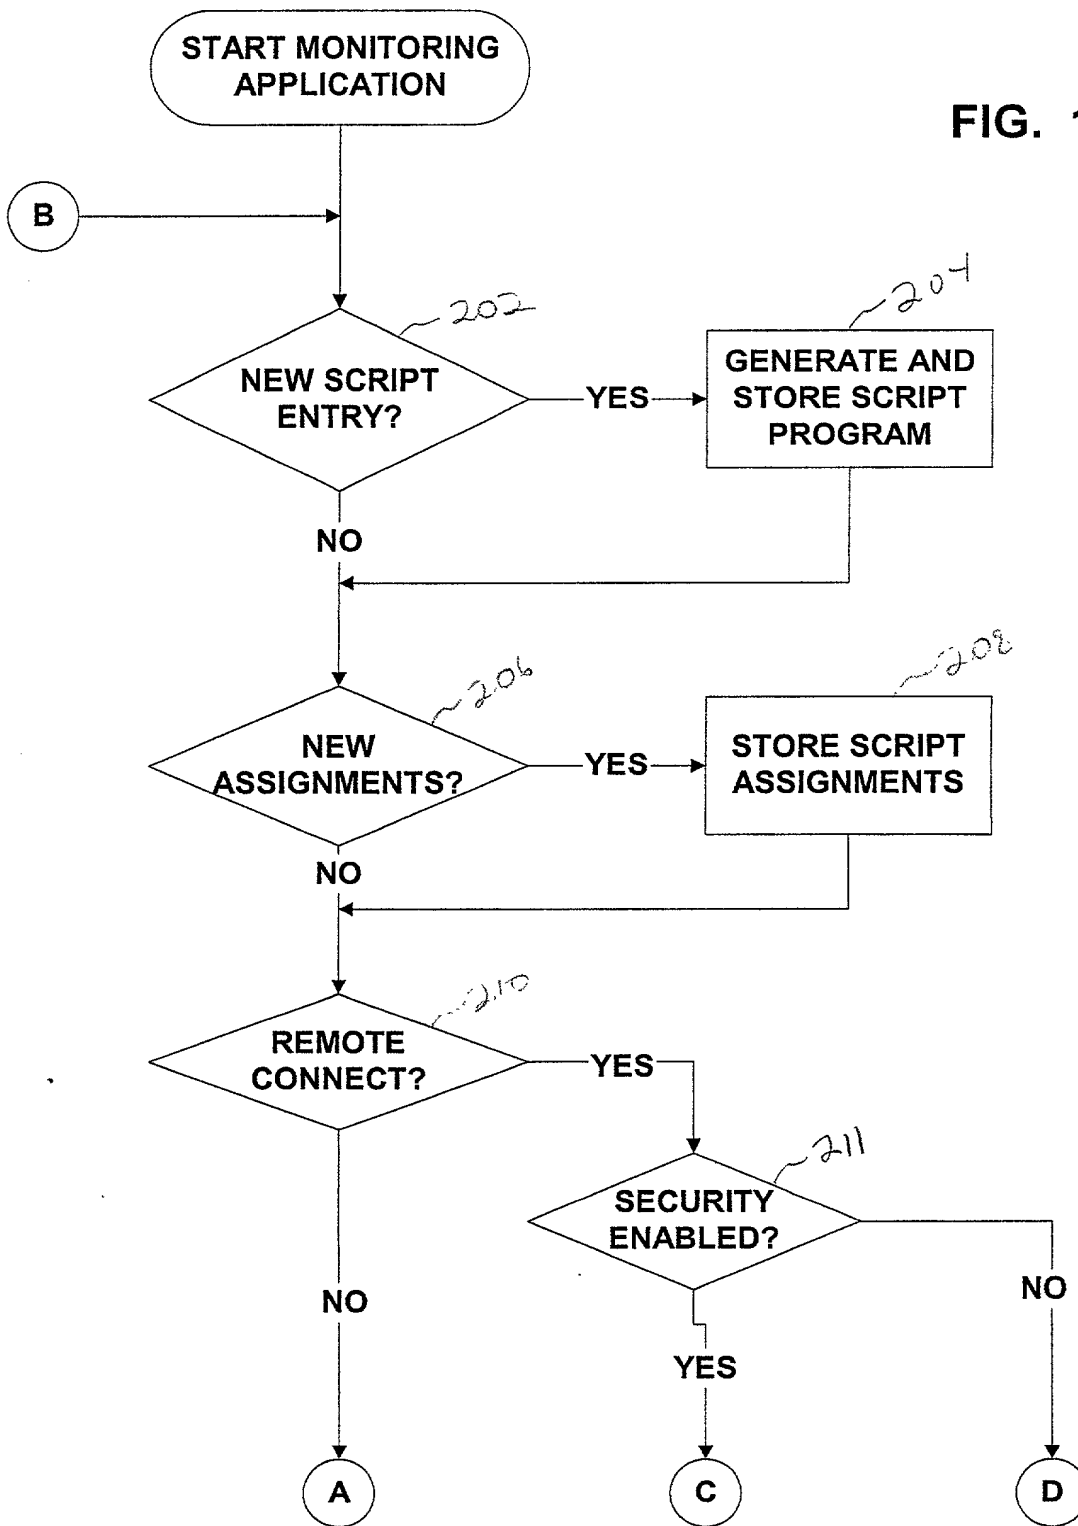 START MONITORING
APPLICATION
FIG.
B
202
204
NEW SCRIPT
ENTRY?
YES
GENERATE AND
STORE SCRIPT
PROGRAM
NO
206
208
NEW
ASSIGNMENTS?
YES
STORE SCRIPT
ASSIGNMENTS
NO
210
REMOTE
CONNECT?
YES
211
SECURITY
ENABLED?
NO
NO
YES
A
C
D